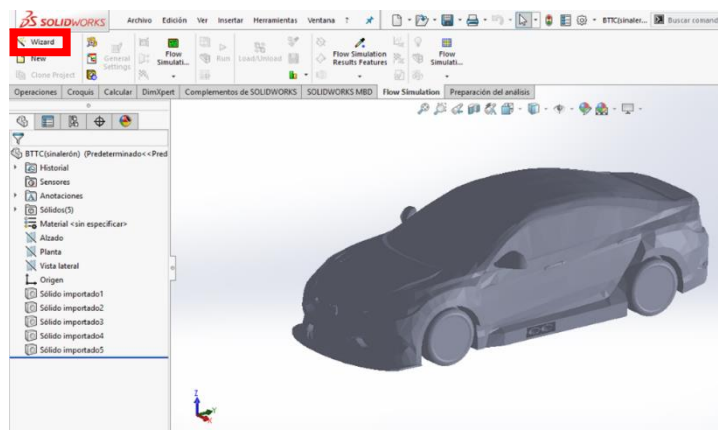 SOLIDWORKS Archivo Edición Ver Insertar Herramientas Ventana ? BTTC(sinaler... Buscar comand
Wizard
New
Clone Project
General Settings
Flow Simulati...
Run
Load/Unload
Flow Simulation Results Features
Flow Simulati...
Operaciones Croquis Calcular DimXpert Complementos de SOLIDWORKS SOLIDWORKS MBD Flow Simulation Preparación del análisis
BTTC(sinalerón) (Predeterminado<<Pred
Historial
Sensores
Anotaciones
Sólidos(5)
Material <sin especificar>
Alzado
Planta
Vista lateral
Origen
Sólido importado1
Sólido importado2
Sólido importado3
Sólido importado4
Sólido importado5
Z
Y
X